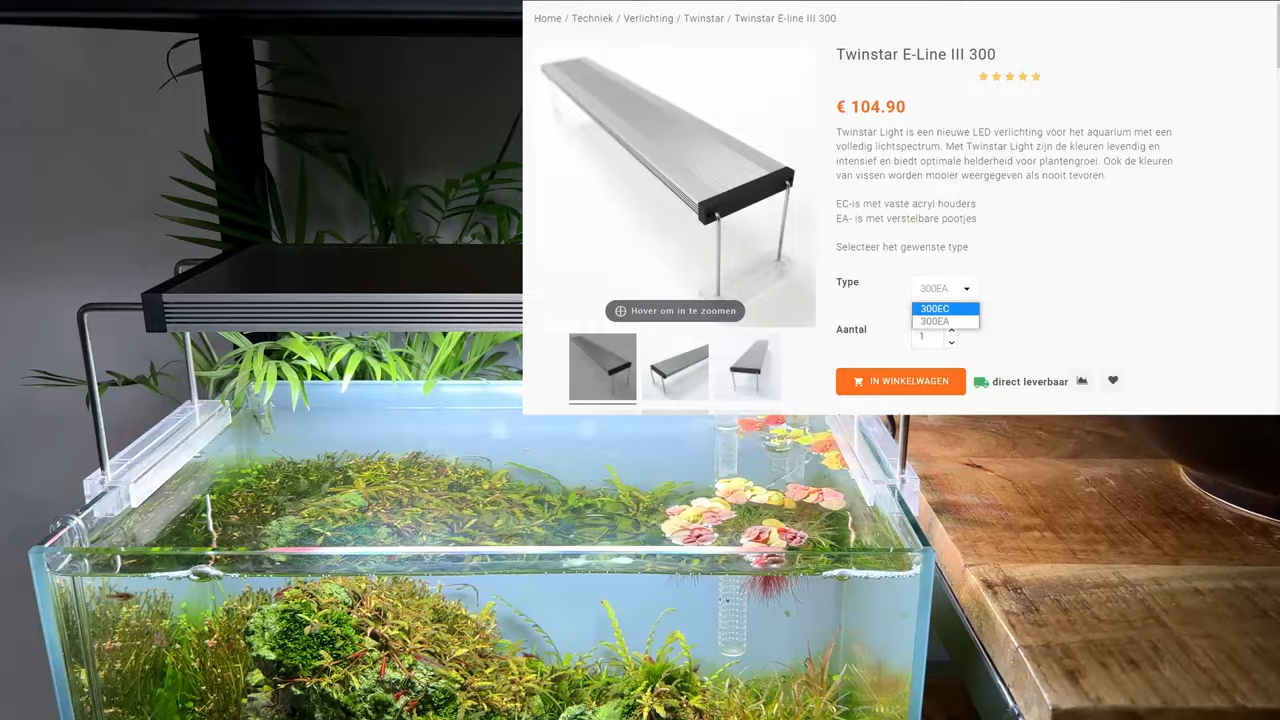 Home / Techniek / Verlichting / Twinstar / Twinstar E-line III 300
Twinstar E-Line III 300
€ 104.90
Twinstar Light is een nieuwe LED verlichting voor het aquarium met een
volledig lichtspectrum. Met Twinstar Light zijn de kleuren levendig en
intensief en biedt optimale helderheid voor plantengroei. Ook de kleuren
van vissen worden mooier weergegeven als nooit tevoren.
EC-is met vaste acryl houders
EA- is met verstelbare pootjes
Selecteer het gewenste type
Type
300EA
300EC
300EA
Aantal
1
Hover om in te zoomen
IN WINKELWAGEN
direct leverbaar